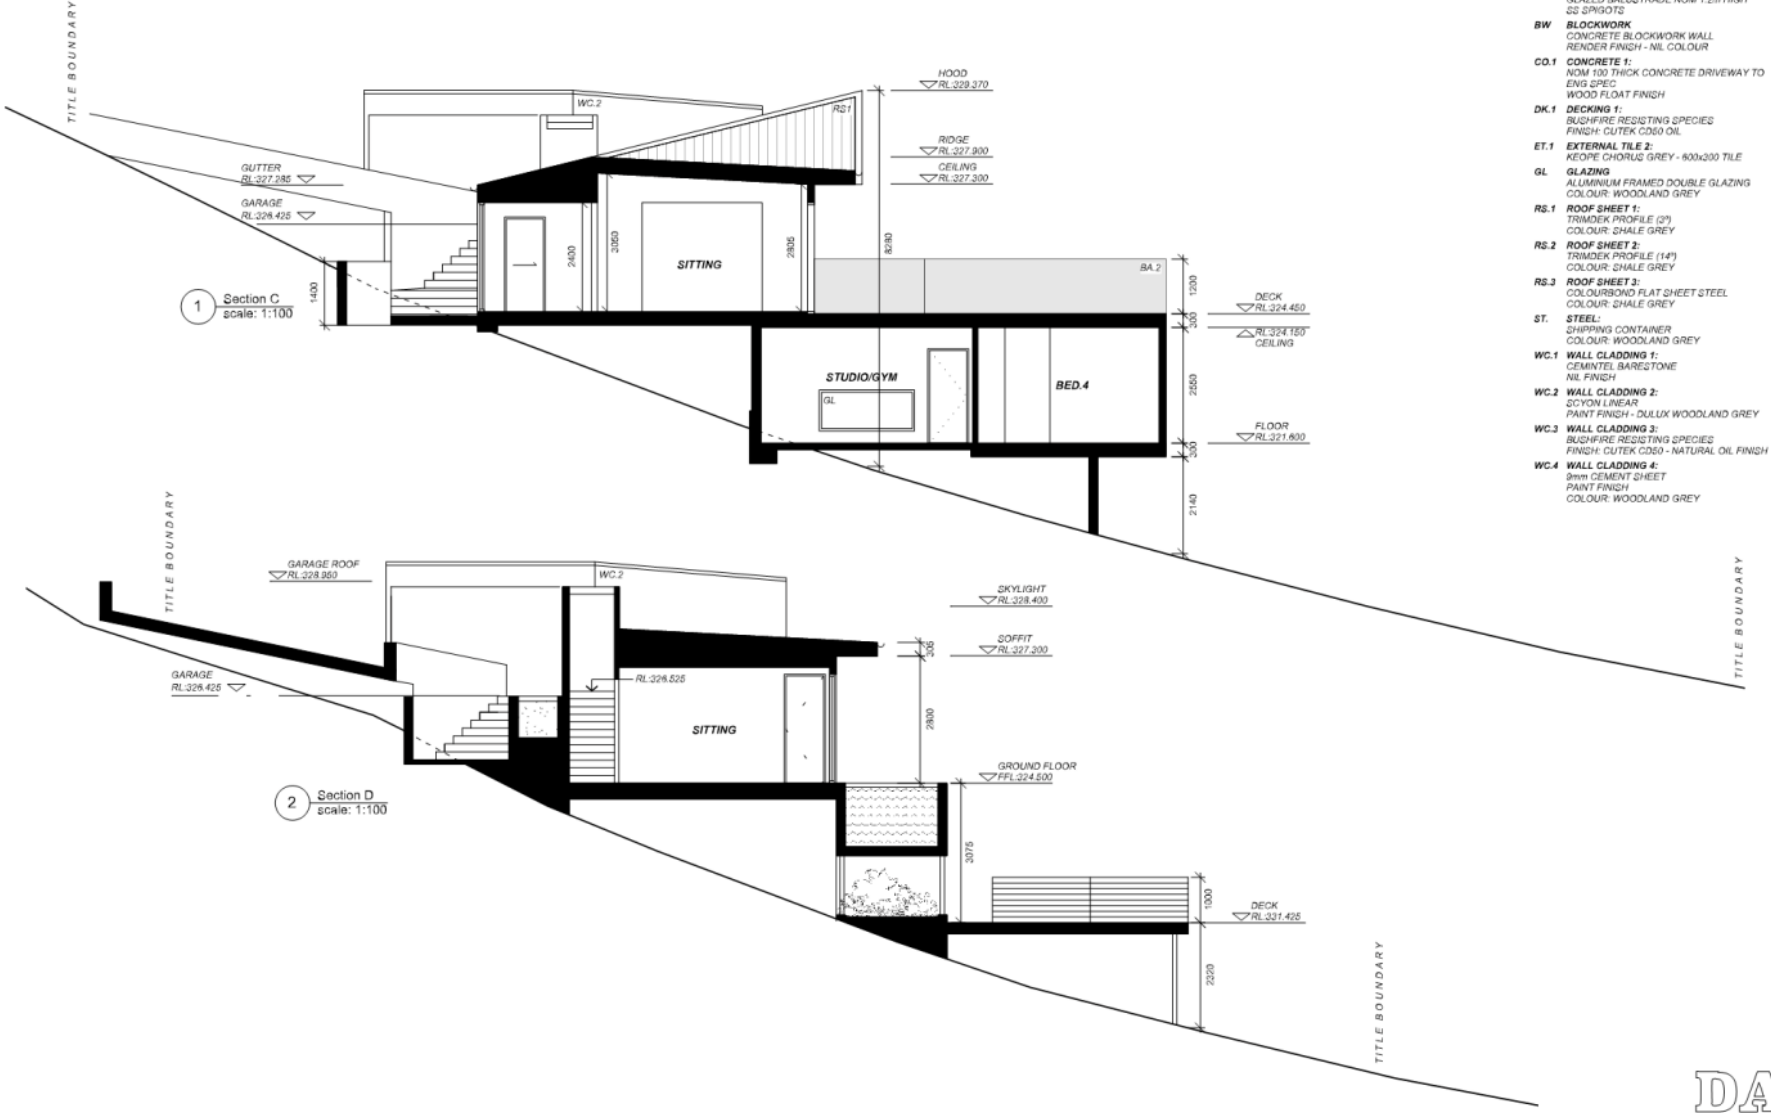 TITLE BOUNDARY
SS SPIGOTS
BW BLOCKWORK
CONCRETE BLOCKWORK WALL
RENDER FINISH - NIL COLOUR
CO.1 CONCRETE 1:
NOM 100 THICK CONCRETE DRIVEWAY TO
ENG SPEC
WOOD FLOAT FINISH
DK.1 DECKING 1:
BUSHFIRE RESISTING SPECIES
FINISH: CUTEK CD50 OIL
ET.1 EXTERNAL TILE 2:
KEOPE CHORUS GREY - 600x300 TILE
GL GLAZING
ALUMINIUM FRAMED DOUBLE GLAZING
COLOUR: WOODLAND GREY
RS.1 ROOF SHEET 1:
TRIMDEK PROFILE (3º)
COLOUR: SHALE GREY
RS.2 ROOF SHEET 2:
TRIMDEK PROFILE (14º)
COLOUR: SHALE GREY
RS.3 ROOF SHEET 3:
COLOURBOND FLAT SHEET STEEL
COLOUR: SHALE GREY
ST. STEEL:
SHIPPING CONTAINER
COLOUR: WOODLAND GREY
WC.1 WALL CLADDING 1:
CEMINTEL BARESTONE
NIL FINISH
WC.2 WALL CLADDING 2:
SCYON LINEAR
PAINT FINISH - DULUX WOODLAND GREY
WC.3 WALL CLADDING 3:
BUSHFIRE RESISTING SPECIES
FINISH: CUTEK CD50 - NATURAL OIL FINISH
WC.4 WALL CLADDING 4:
9mm CEMENT SHEET
PAINT FINISH
COLOUR: WOODLAND GREY
HOOD
RL:329.370
WC.2
RS1
RIDGE
RL:327.900
CEILING
RL:327.300
GUTTER
RL:327.285
GARAGE
RL:326.425
2400
3050
SITTING
2805
8280
BA.2
1200
1400
1
Section C
scale: 1:100
DECK
RL:324.450
300
RL:324.150
CEILING
STUDIO/GYM
GL
BED.4
2550
FLOOR
RL:321.600
300
2140
TITLE BOUNDARY
TITLE BOUNDARY
GARAGE ROOF
RL:328.950
WC.2
SKYLIGHT
RL:328.400
SOFFIT
RL:327.300
305
GARAGE
RL:326.425
RL:326.525
SITTING
2800
GROUND FLOOR
FFL:324.500
2
Section D
scale: 1:100
3075
1000
DECK
RL:331.425
2320
TITLE BOUNDARY
DA